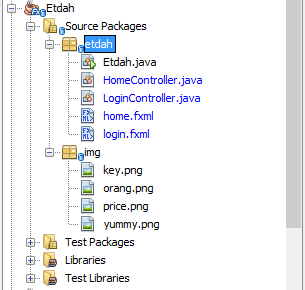 Etdah
Source Packages
etdah
Etdah.java
HomeController.java
LoginController.java
home.fxml
login.fxml
img
key.png
orang.png
price.png
yummy.png
Test Packages
Libraries
Test Libraries